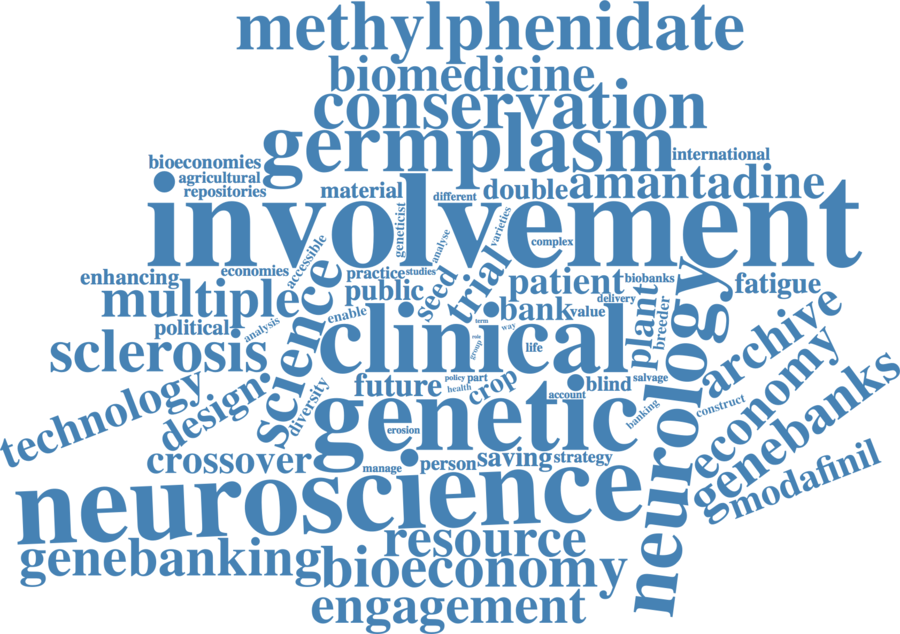 methylphenidate
biomedicine
conservation
germplasm
international
bioeconomies
agricultural
repositories
material
different
double
amantadine
involvement
geneticist
analyse
varieties
complex
accessible
enhancing
economies
practice
studies
seed
trial
patient
biobanks
fatigue
multiple
public
delivery
political
analysis
science
enable
term
way
bank
value
plant
breeder
neurology
archive
sclerosis
clinical
role
group
life
technology
design
diversity
future
policy
part
health
crop
account
blind
salvage
banking
construct
economy
genebanks
genetic
erosion
crossover
manage
person
saving
strategy
modafinil
neuroscience
resource
genebanking
bioeconomy
engagement